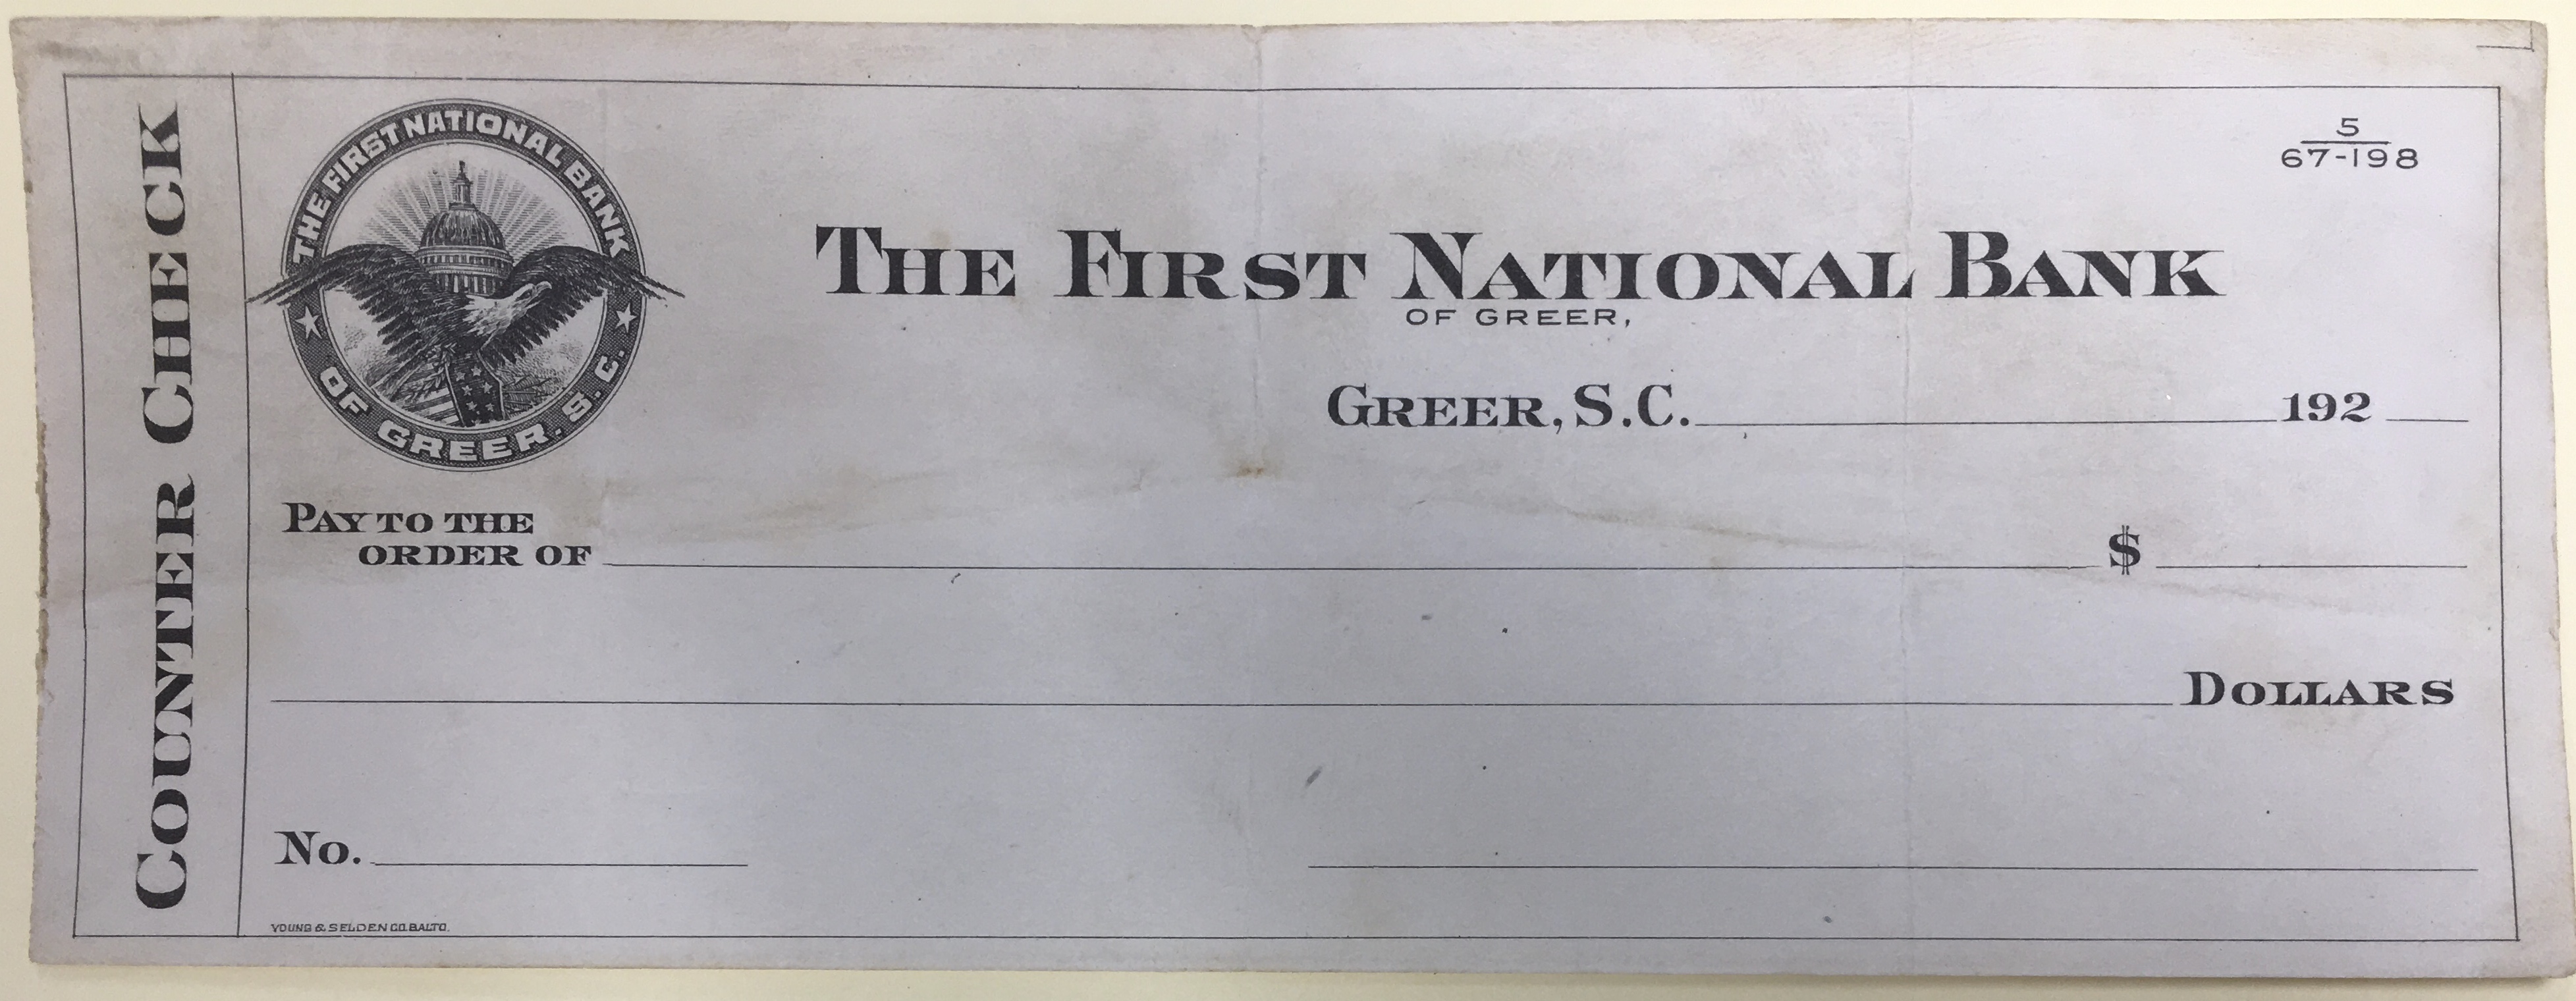 COUNTER CHECK
THE FIRST NATIONAL BANK
OF GREER, S. C.
5
67-198
THE FIRST NATIONAL BANK
OF GREER,
GREER, S.C. 192
PAY TO THE
ORDER OF $
DOLLARS
No.
YOUNG & SELDEN CO. BALTO.